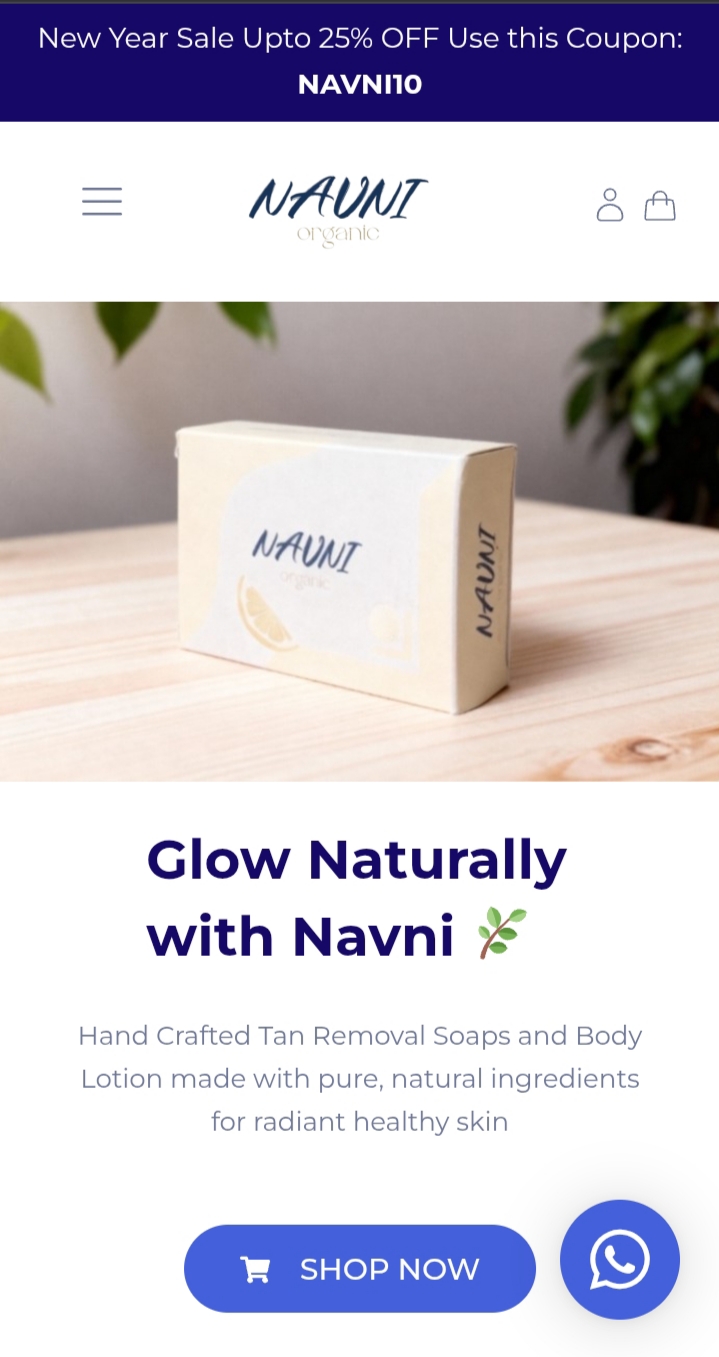 New Year Sale Upto 25% OFF Use this Coupon:
NAVNI10
NAVNI
organic
NAVNI
organic
NAVNI
Glow Naturally
with Navni 🌿
Hand Crafted Tan Removal Soaps and Body
Lotion made with pure, natural ingredients
for radiant healthy skin
SHOP NOW